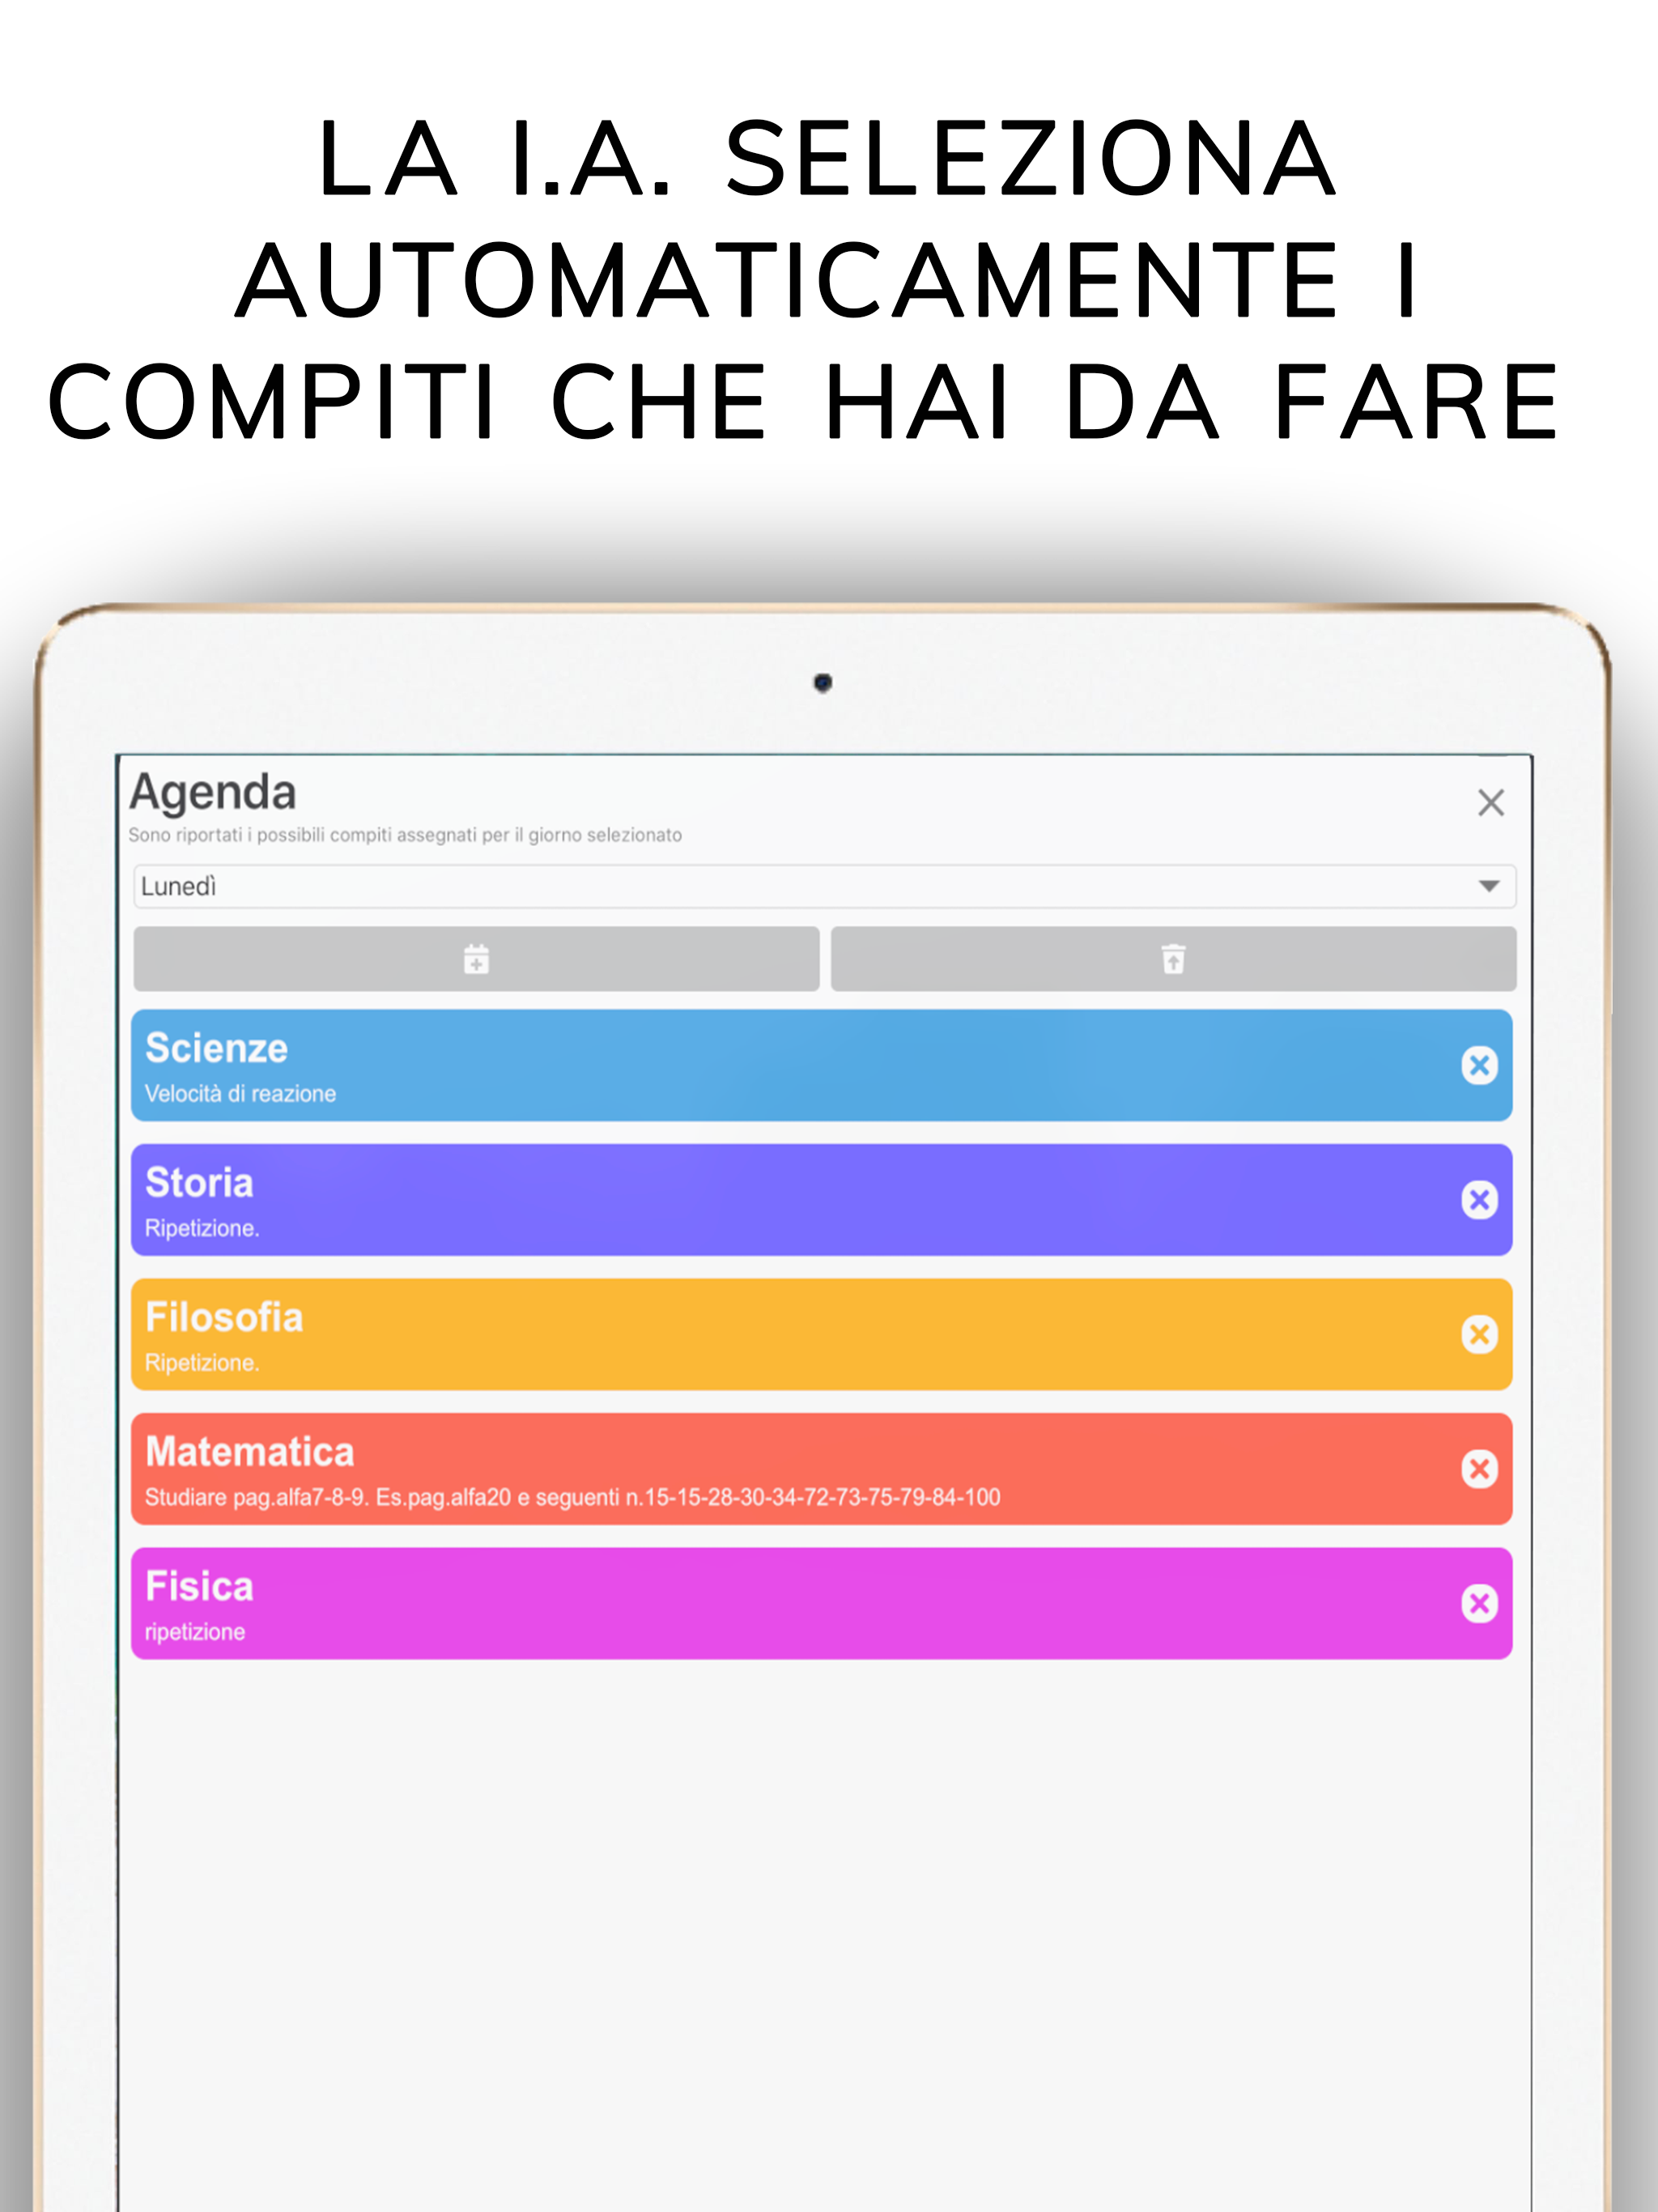 LA I.A. SELEZIONA
AUTOMATICAMENTE I
COMPITI CHE HAI DA FARE
Agenda
Sono riportati i possibili compiti assegnati per il giorno selezionato
Lunedì
Scienze
Velocità di reazione
Storia
Ripetizione.
Filosofia
Ripetizione.
Matematica
Studiare pag.alfa7-8-9. Es.pag.alfa20 e seguenti n.15-15-28-30-34-72-73-75-79-84-100
Fisica
ripetizione